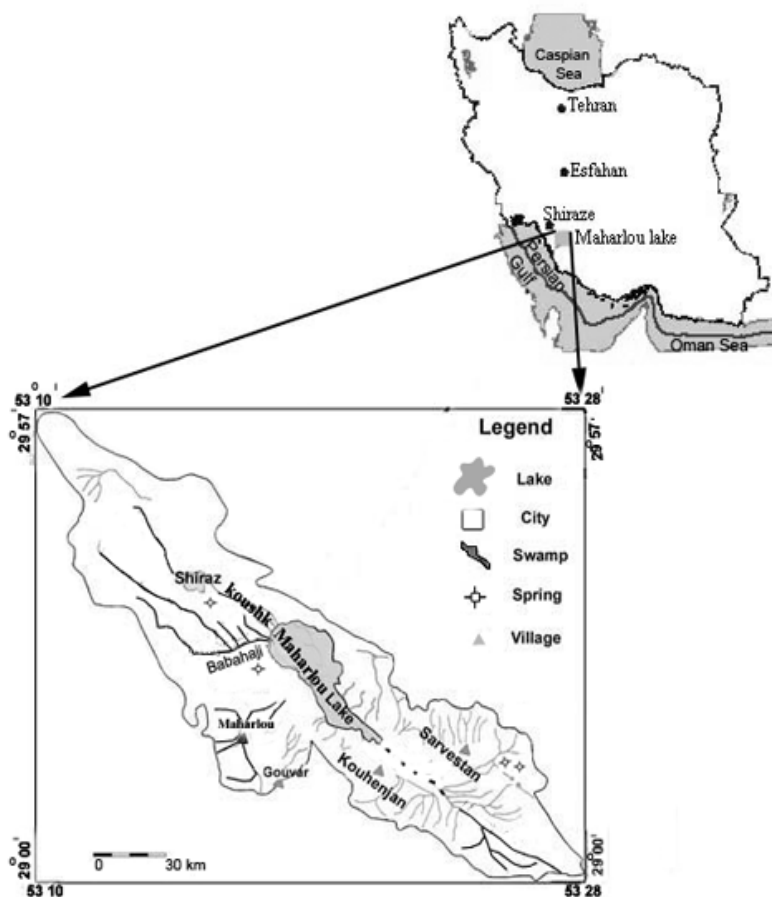 Caspian
Sea
Tehran
Esfahan
Shiraze
Maharlou lake
Persian
Gulf
Oman Sea
53° 10'
53° 28'
29° 57'
29° 57'
Legend
Lake
City
Swamp
Spring
Village
Shiraz
koushk
Babahaji
Maharlou Lake
Maharlou
Gouvar
Kouhenjan
Sarvestan
0 30 km
29° 00'
29° 00'
53 10
53 28